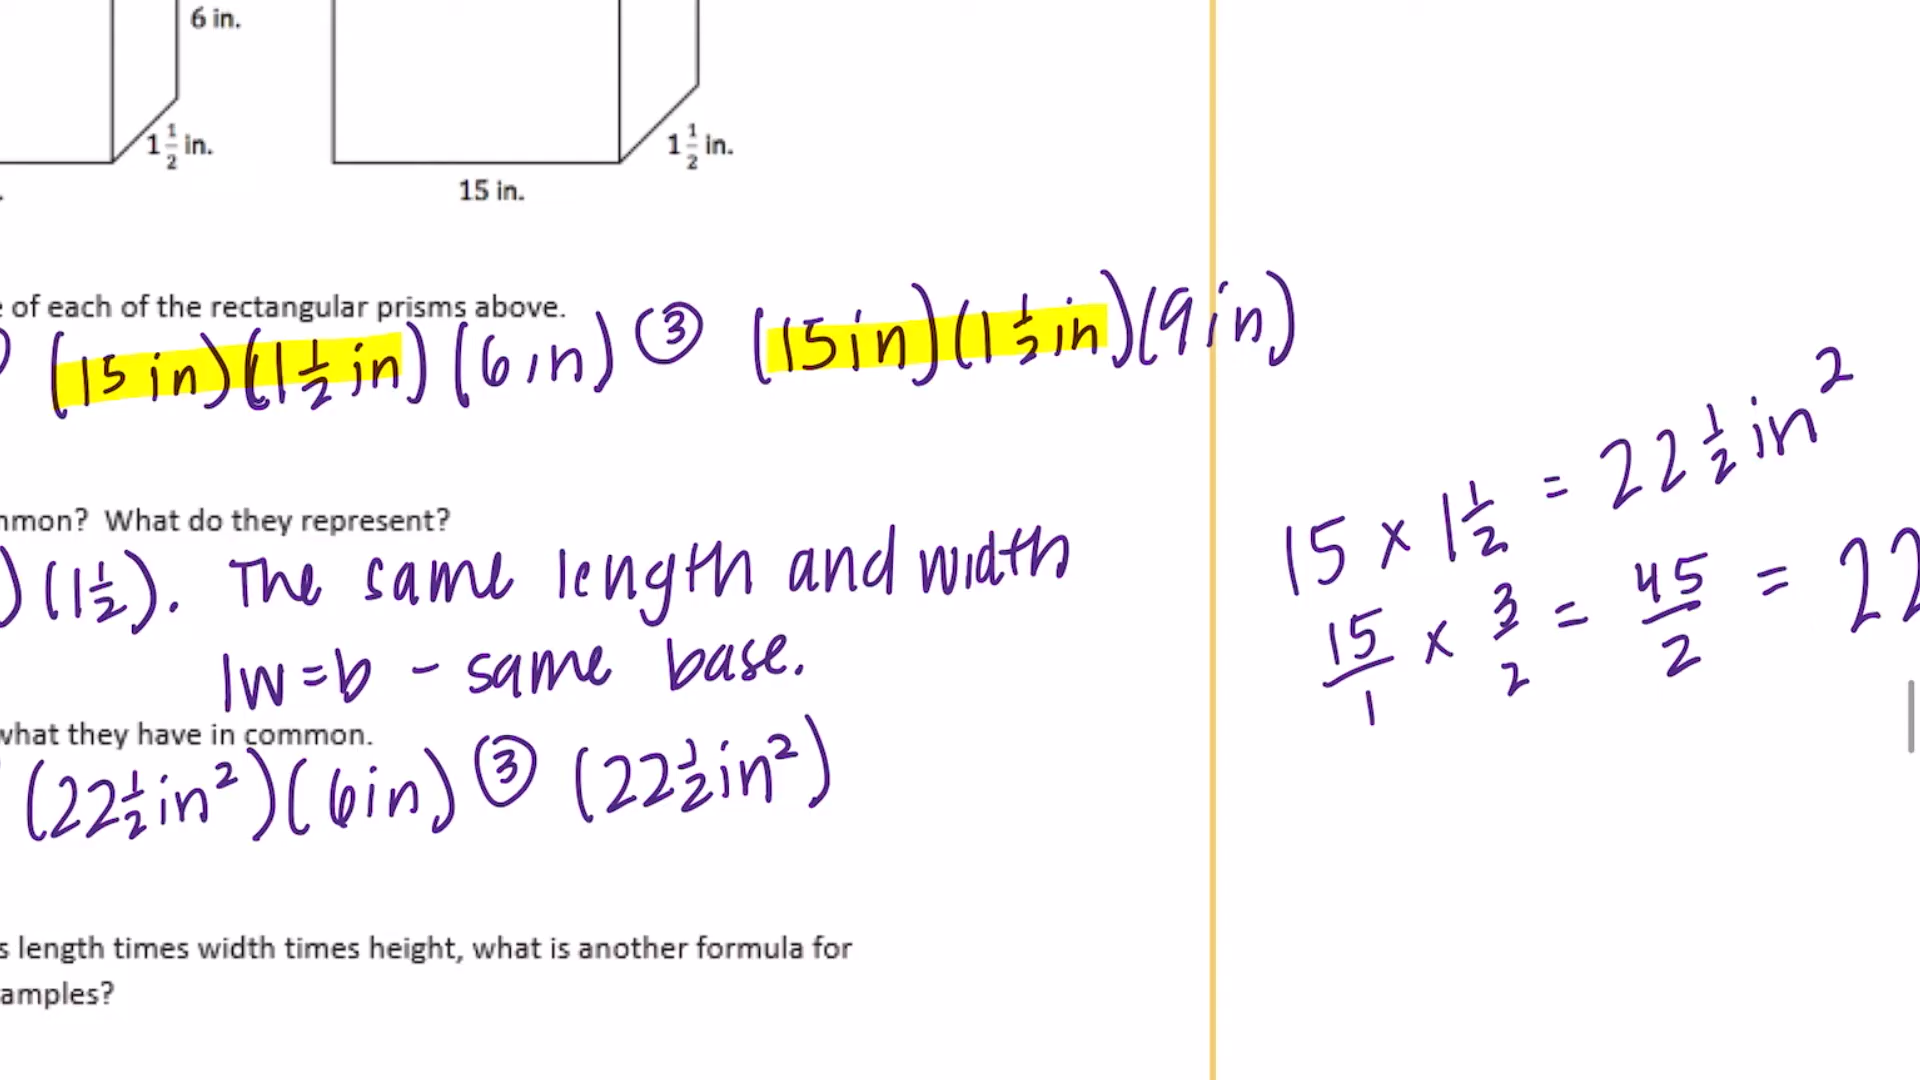 6 in.
1 1/2 in.
1 1/2 in.
15 in.
of each of the rectangular prisms above.
(15 in)(1 1/2 in)(6 in) ③ (15 in)(1 1/2 in)(9 in)
15 x 1 1/2 = 22 1/2 in²
15/1 x 3/2 = 45/2 = 22
What do they represent?
(1 1/2). The same length and width
lw = b - same base.
what they have in common.
(22 1/2 in²)(6in) ③ (22 1/2 in²)
s length times width times height, what is another formula for
amples?